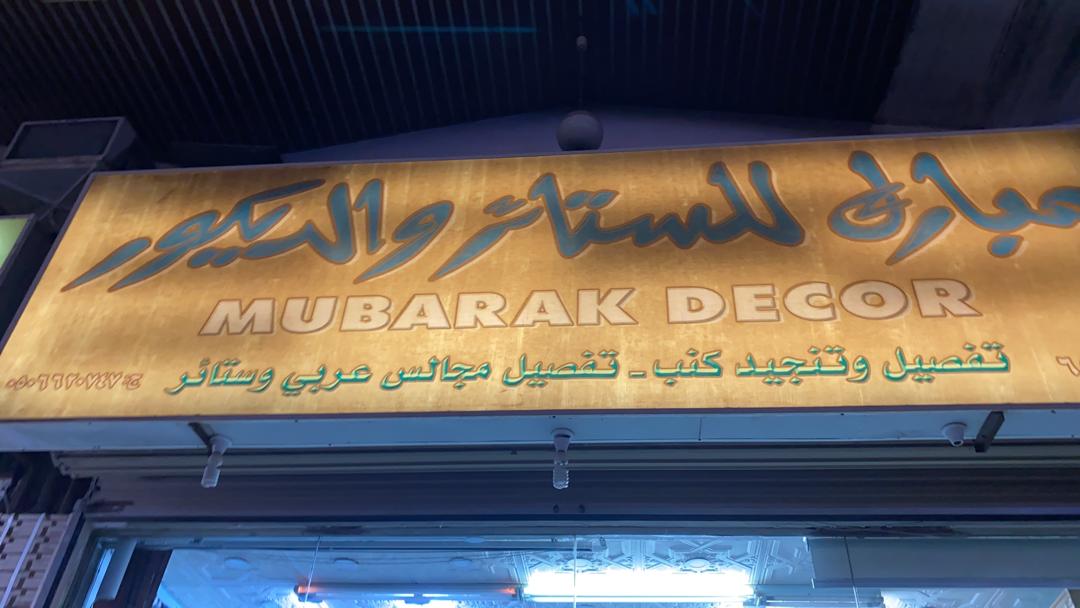 مبارك للستائر والديكور
MUBARAK DECOR
تفصيل وتنجيد كنب - تفصيل مجالس عربي وستائر